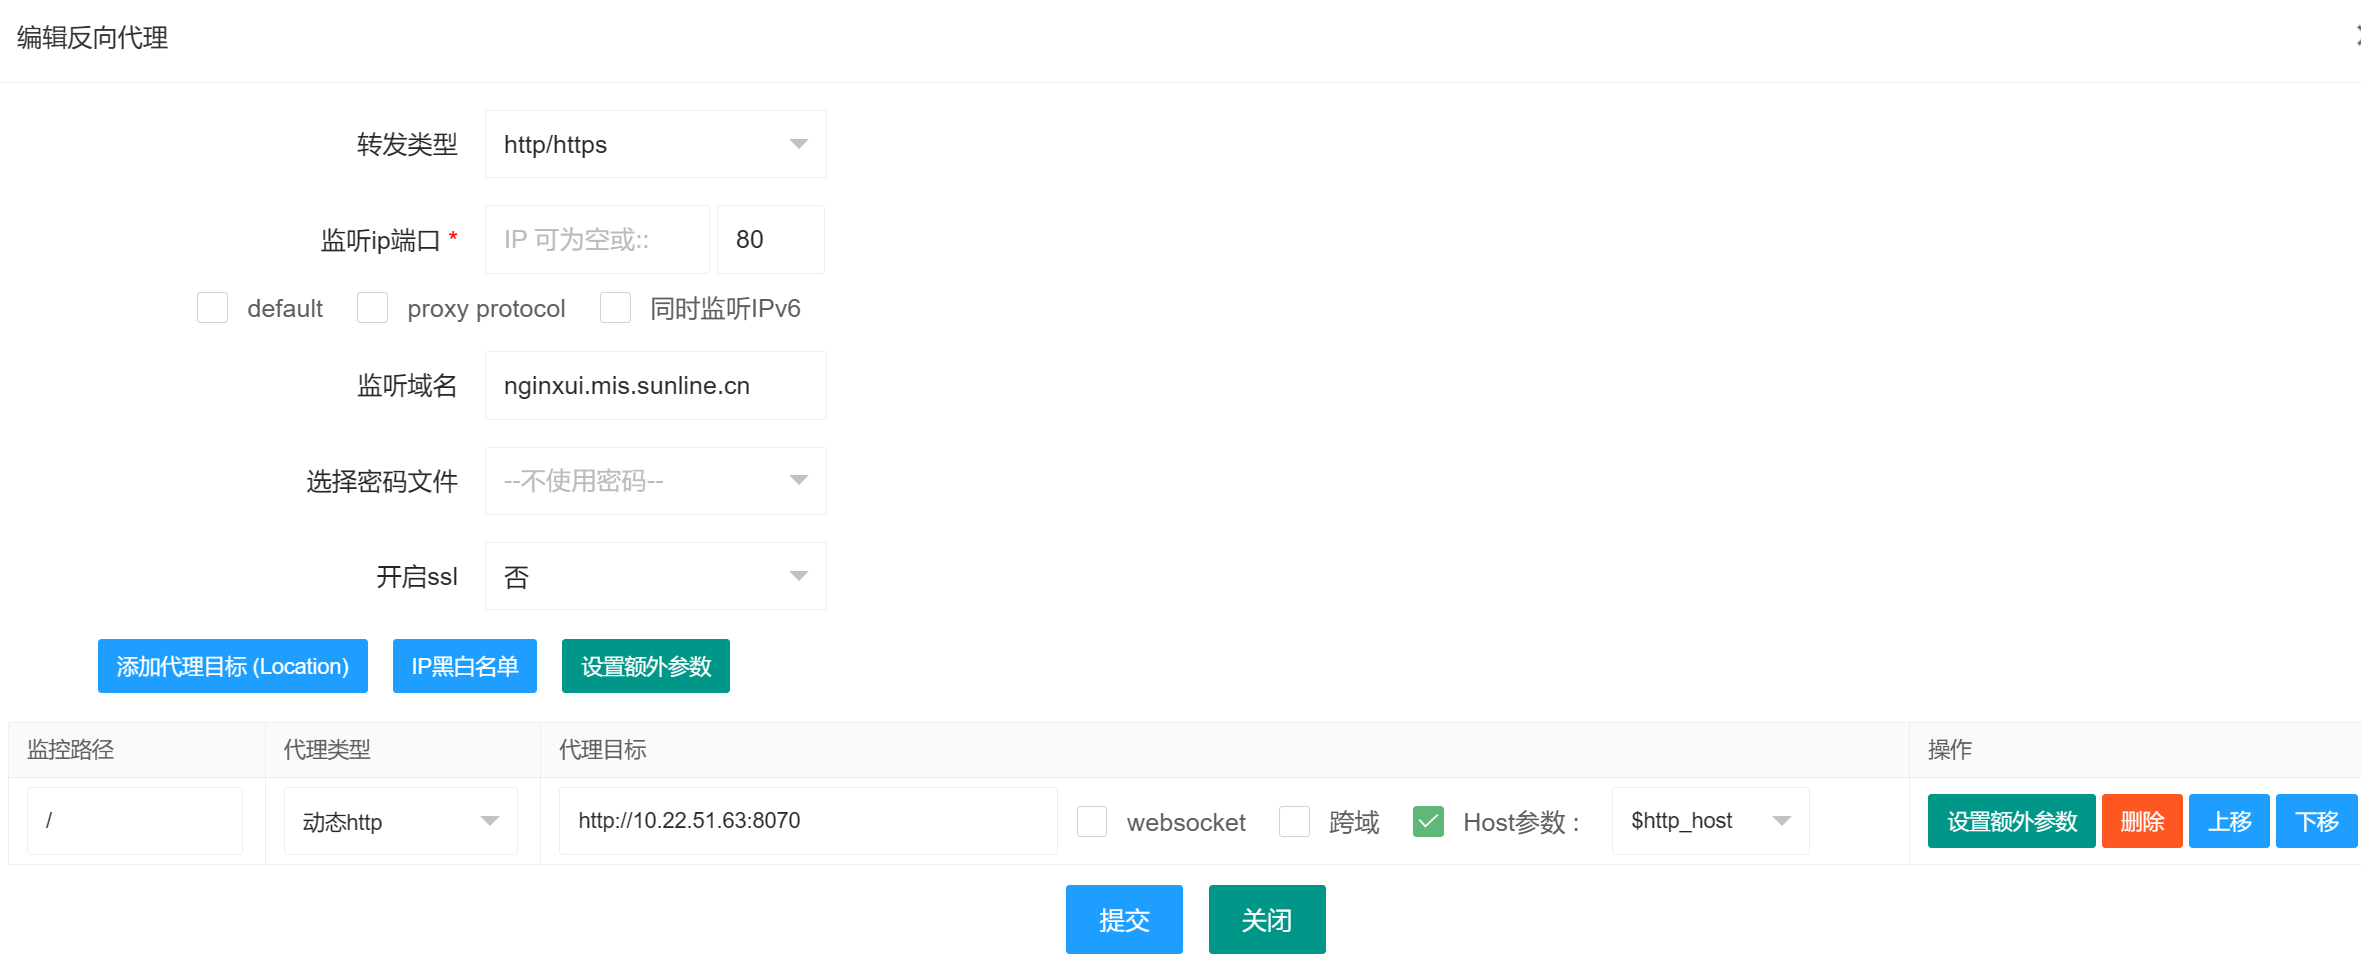 编辑反向代理
转发类型 http/https
监听ip端口 * IP 可为空或:: 80
default proxy protocol 同时监听IPv6
监听域名 nginxui.mis.sunline.cn
选择密码文件 --不使用密码--
开启ssl 否
添加代理目标 (Location) IP黑白名单 设置额外参数
监控路径 代理类型 代理目标 操作
/ 动态http http://10.22.51.63:8070 websocket 跨域 Host参数 : $http_host 设置额外参数 删除 上移 下移
提交 关闭